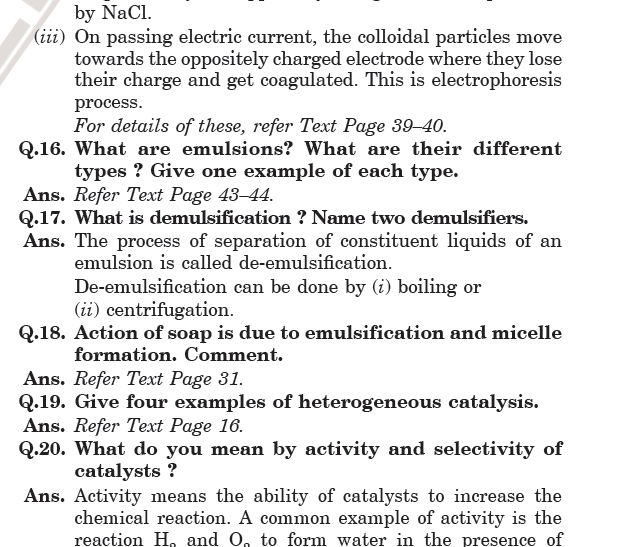 by NaCl.
(iii) On passing electric current, the colloidal particles move
towards the oppositely charged electrode where they lose
their charge and get coagulated. This is electrophoresis
process.
For details of these, refer Text Page 39–40.
Q.16. What are emulsions? What are their different
types ? Give one example of each type.
Ans. Refer Text Page 43–44.
Q.17. What is demulsification ? Name two demulsifiers.
Ans. The process of separation of constituent liquids of an
emulsion is called de-emulsification.
De-emulsification can be done by (i) boiling or
(ii) centrifugation.
Q.18. Action of soap is due to emulsification and micelle
formation. Comment.
Ans. Refer Text Page 31.
Q.19. Give four examples of heterogeneous catalysis.
Ans. Refer Text Page 16.
Q.20. What do you mean by activity and selectivity of
catalysts ?
Ans. Activity means the ability of catalysts to increase the
chemical reaction. A common example of activity is the
reaction H₂ and O₂ to form water in the presence of